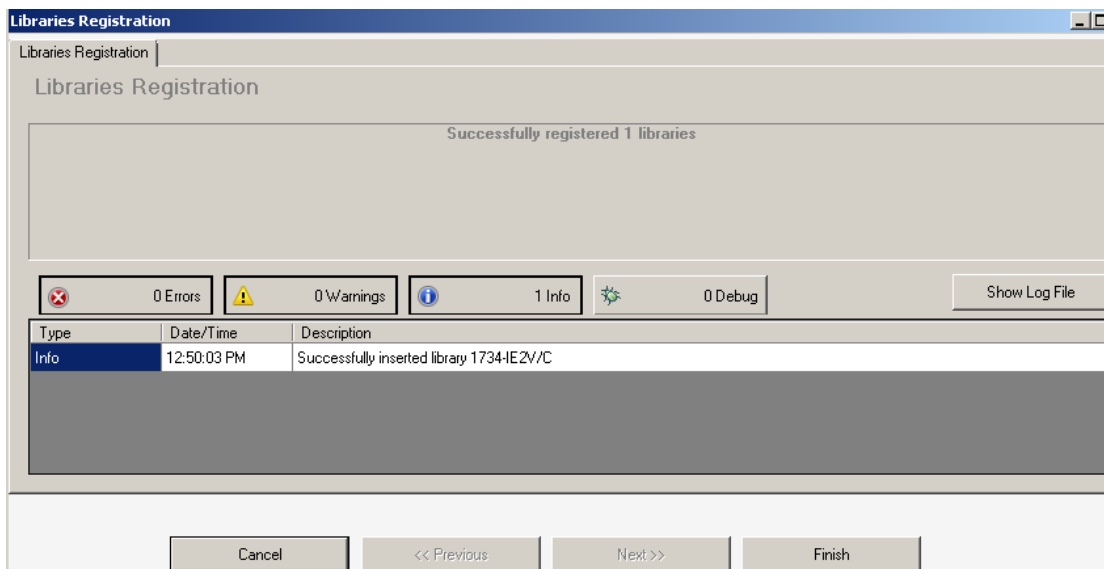 Libraries Registration
Libraries Registration
Libraries Registration
Successfully registered 1 libraries
0 Errors 0 Warnings 1 Info 0 Debug Show Log File
Type Date/Time Description
Info 12:50:03 PM Successfully inserted library 1734-IE2V/C
Cancel << Previous Next >> Finish